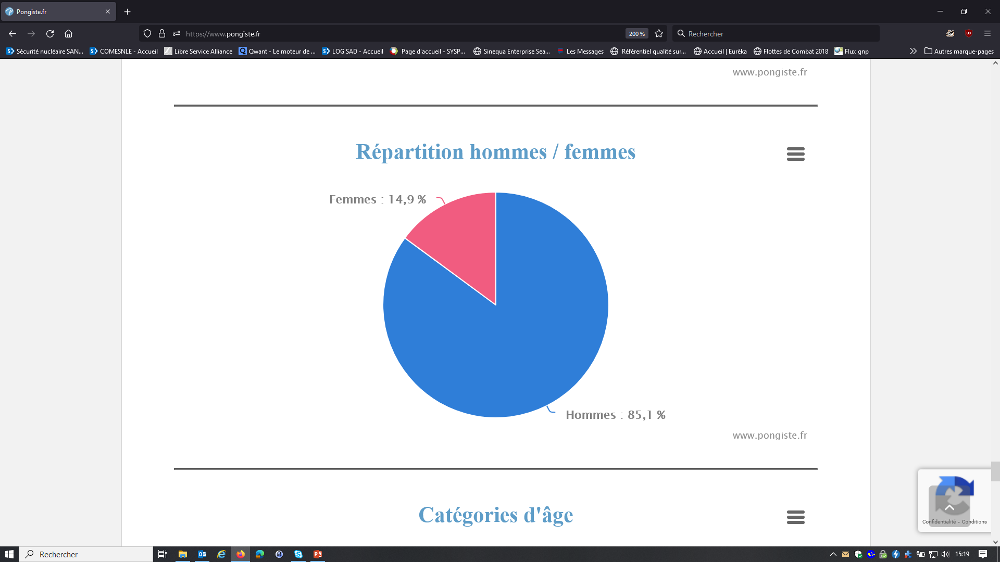 Pongiste.fr
https://www.pongiste.fr
200 %
Rechercher
Sécurité nucléaire SAN...
COMESNLE - Accueil
Libre Service Alliance
Qwant - Le moteur de ...
LOG SAD - Accueil
Page d'accueil - SYSP...
Sinequa Enterprise Sea...
Les Messages
Référentiel qualité sur...
Accueil | Eurêka
Flottes de Combat 2018
Flux gnp
Autres marque-pages
www.pongiste.fr
Répartition hommes / femmes
Femmes : 14,9 %
Hommes : 85,1 %
www.pongiste.fr
Catégories d'âge
Confidentialité - Conditions
Rechercher
15:19